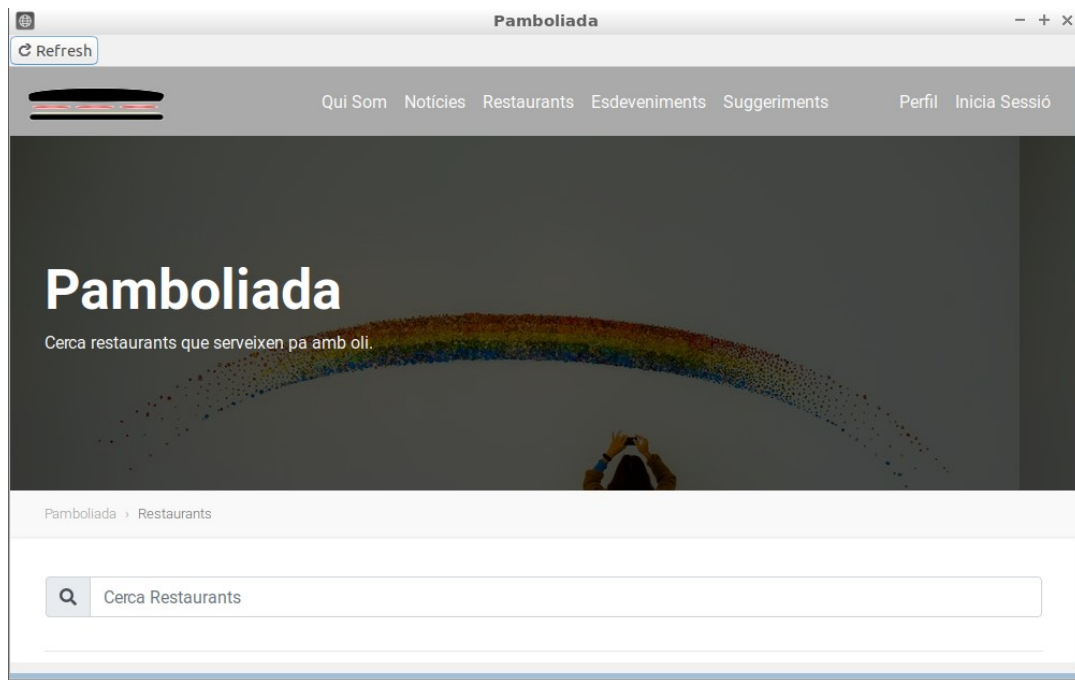 Pamboliada
Refresh
Qui Som Notícies Restaurants Esdeveniments Suggeriments Perfil Inicia Sessió
Pamboliada
Cerca restaurants que serveixen pa amb oli.
Pamboliada › Restaurants
Cerca Restaurants